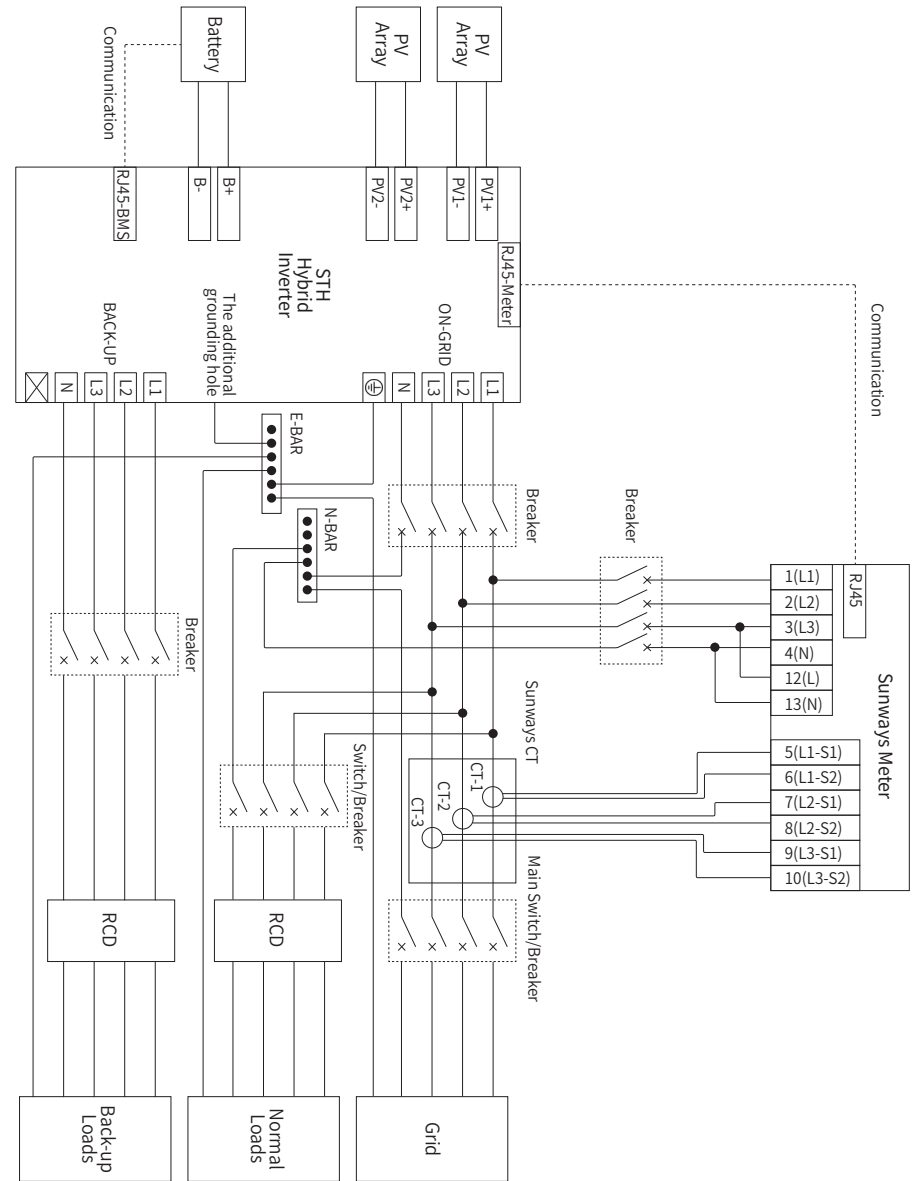 Battery
PV
Array
PV
Array
Communication
RJ45-BMS
B-
B+
PV2-
PV2+
PV1-
PV1+
RJ45-Meter
STH
Hybrid
Inverter
Communication
BACK-UP
The additional
grounding hole
ON-GRID
N
L3
L2
L1
N
L3
L2
L1
E-BAR
N-BAR
Breaker
Breaker
Breaker
RJ45
1(L1)
2(L2)
3(L3)
4(N)
12(L)
13(N)
Sunways Meter
5(L1-S1)
6(L1-S2)
7(L2-S1)
8(L2-S2)
9(L3-S1)
10(L3-S2)
Sunways CT
CT-1
CT-2
CT-3
Switch/Breaker
Main Switch/Breaker
RCD
RCD
Back-up
Loads
Normal
Loads
Grid